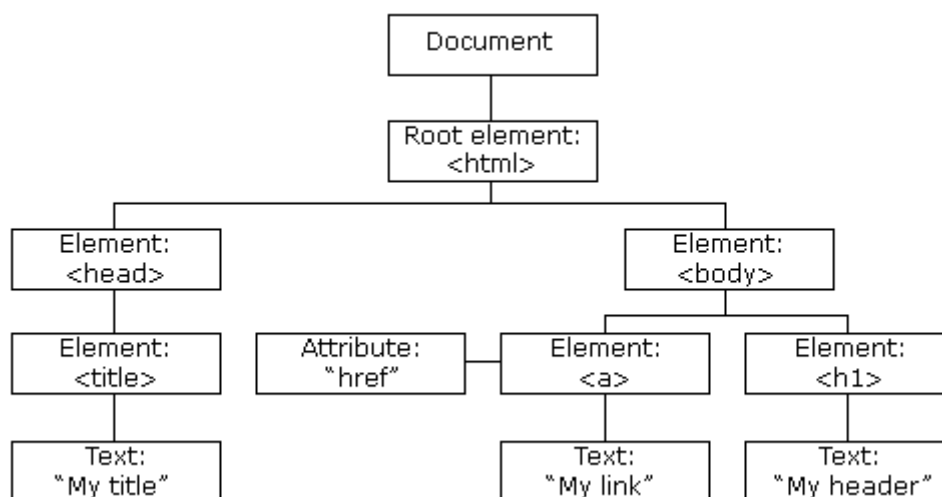 Document
Root element:
<html>
Element:
<head>
Element:
<body>
Element:
<title>
Attribute:
“href”
Element:
<a>
Element:
<h1>
Text:
“My title”
Text:
“My link”
Text:
“My header”